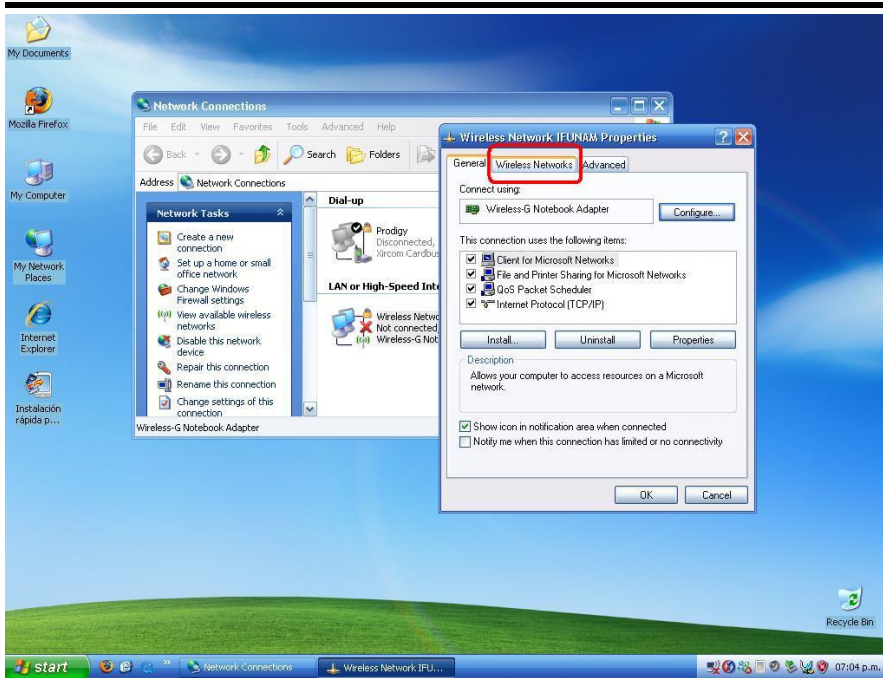 My Documents
Mozilla Firefox
My Computer
My Network
Places
Internet
Explorer
Instalación
rápida p...
Network Connections
File Edit View Favorites Tools Advanced Help
Back Search Folders
Address Network Connections
Network Tasks
Create a new
connection
Set up a home or small
office network
Change Windows
Firewall settings
View available wireless
networks
Disable this network
device
Repair this connection
Rename this connection
Change settings of this
connection
Dial-up
Prodigy
Disconnected,
Xircom Cardbus
LAN or High-Speed Inte
Wireless Netwo
Not connected,
Wireless-G Not
Wireless-G Notebook Adapter
Wireless Network IFUNAM Properties
General Wireless Networks Advanced
Connect using:
Wireless-G Notebook Adapter Configure...
This connection uses the following items:
Client for Microsoft Networks
File and Printer Sharing for Microsoft Networks
QoS Packet Scheduler
Internet Protocol (TCP/IP)
Install... Uninstall Properties
Description
Allows your computer to access resources on a Microsoft
network.
Show icon in notification area when connected
Notify me when this connection has limited or no connectivity
OK Cancel
Recycle Bin
start Network Connections Wireless Network IFU... 07:04 p.m.